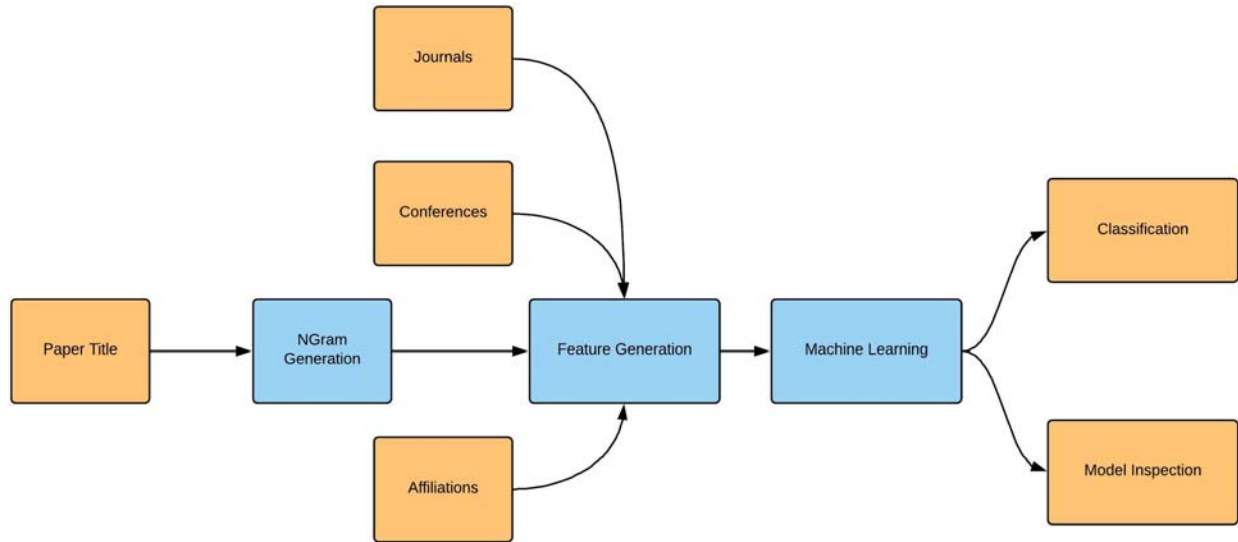 Journals
Conferences
Classification
Paper Title
NGram
Generation
Feature Generation
Machine Learning
Affiliations
Model Inspection